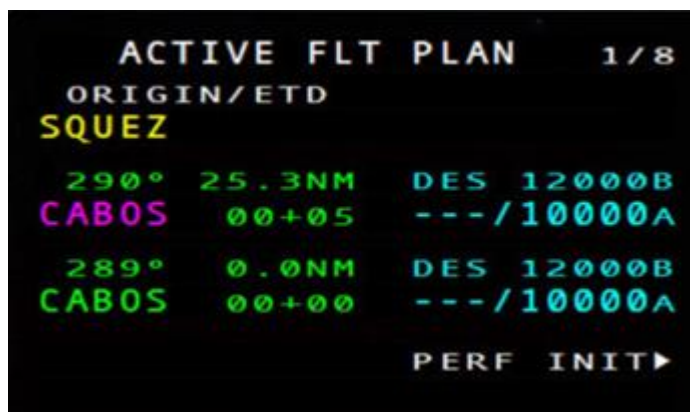 ACTIVE FLT PLAN 1/8
ORIGIN/ETD
SQUEZ
290° 25.3NM DES 12000B
CABOS 00+05 ---/10000A
289° 0.0NM DES 12000B
CABOS 00+00 ---/10000A
PERF INIT▶